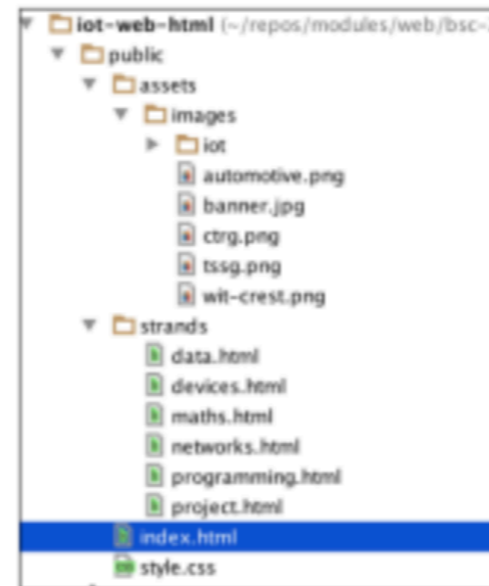 iot-web-html (~/repos/modules/web/bsc-
public
assets
images
iot
automotive.png
banner.jpg
ctrg.png
tssg.png
wit-crest.png
strands
data.html
devices.html
maths.html
networks.html
programming.html
project.html
index.html
style.css